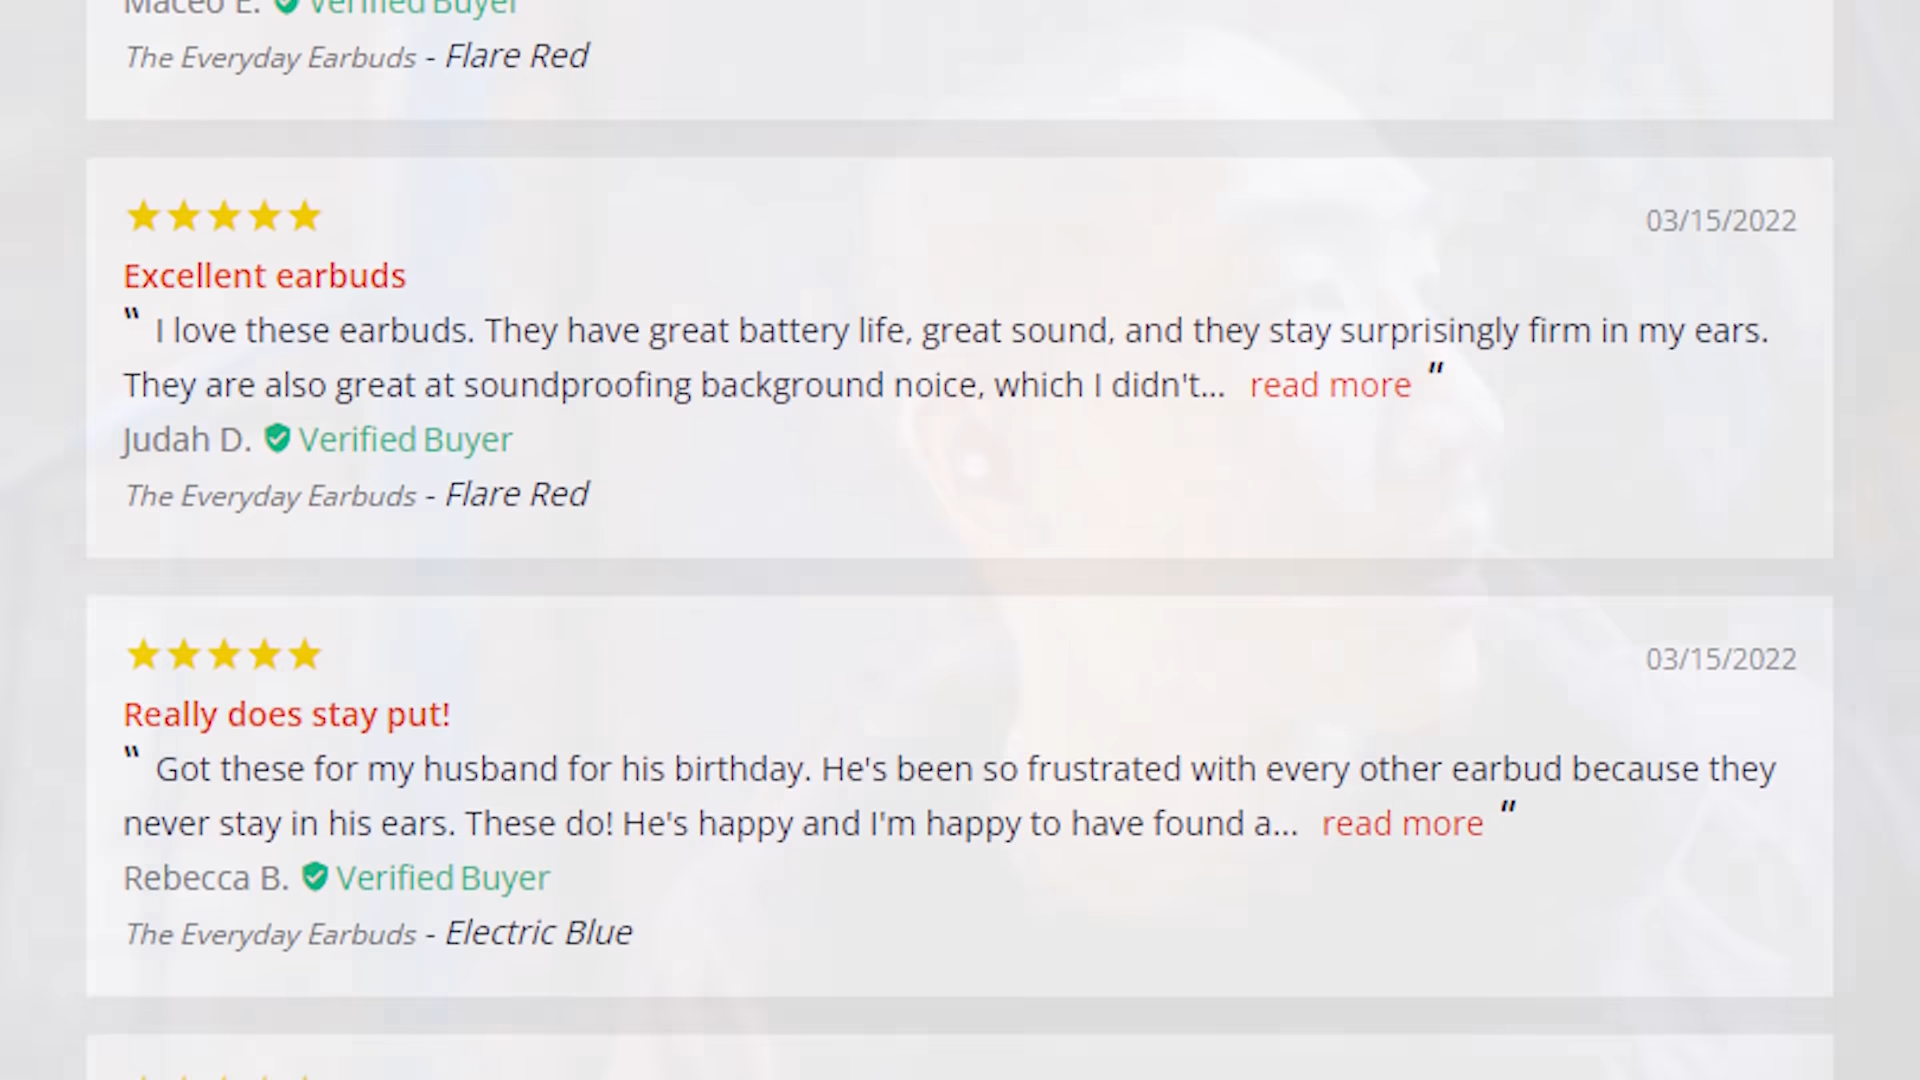 Maceo E. Verified Buyer
The Everyday Earbuds - Flare Red
03/15/2022
Excellent earbuds
" I love these earbuds. They have great battery life, great sound, and they stay surprisingly firm in my ears.
They are also great at soundproofing background noice, which I didn't... read more "
Judah D. Verified Buyer
The Everyday Earbuds - Flare Red
03/15/2022
Really does stay put!
" Got these for my husband for his birthday. He's been so frustrated with every other earbud because they
never stay in his ears. These do! He's happy and I'm happy to have found a... read more "
Rebecca B. Verified Buyer
The Everyday Earbuds - Electric Blue